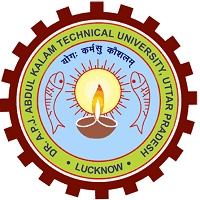 DR. A.P.J. ABDUL KALAM TECHNICAL UNIVERSITY, UTTAR PRADESH
योगः कर्मसु कौशलम्
• LUCKNOW •